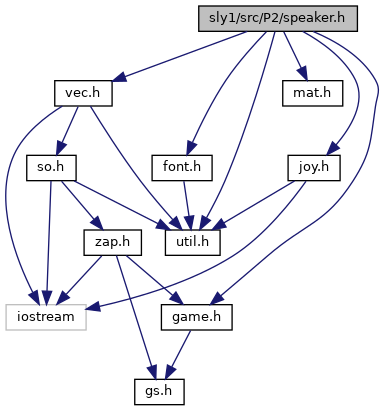 sly1/src/P2/speaker.h
vec.h
mat.h
so.h
font.h
joy.h
zap.h
util.h
iostream
game.h
gs.h